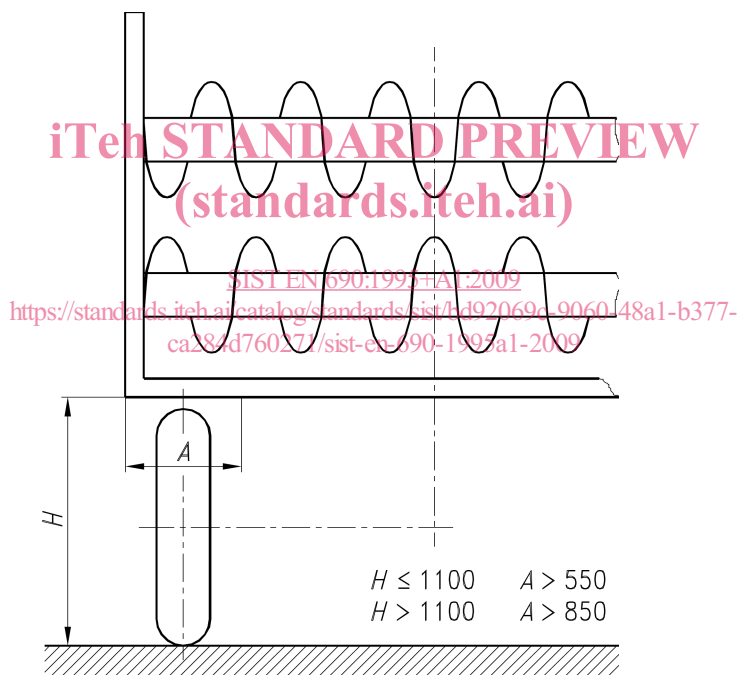 iTeh STANDARD PREVIEW
(standards.iteh.ai)
SIST EN 690:1995+A1:2009
https://standards.iteh.ai/catalog/standards/sist/bd92069c-9060-48a1-b377-
ca284d760271/sist-en-690-1995a1-2009
A
H
H ≤ 1100 A > 550
H > 1100 A > 850